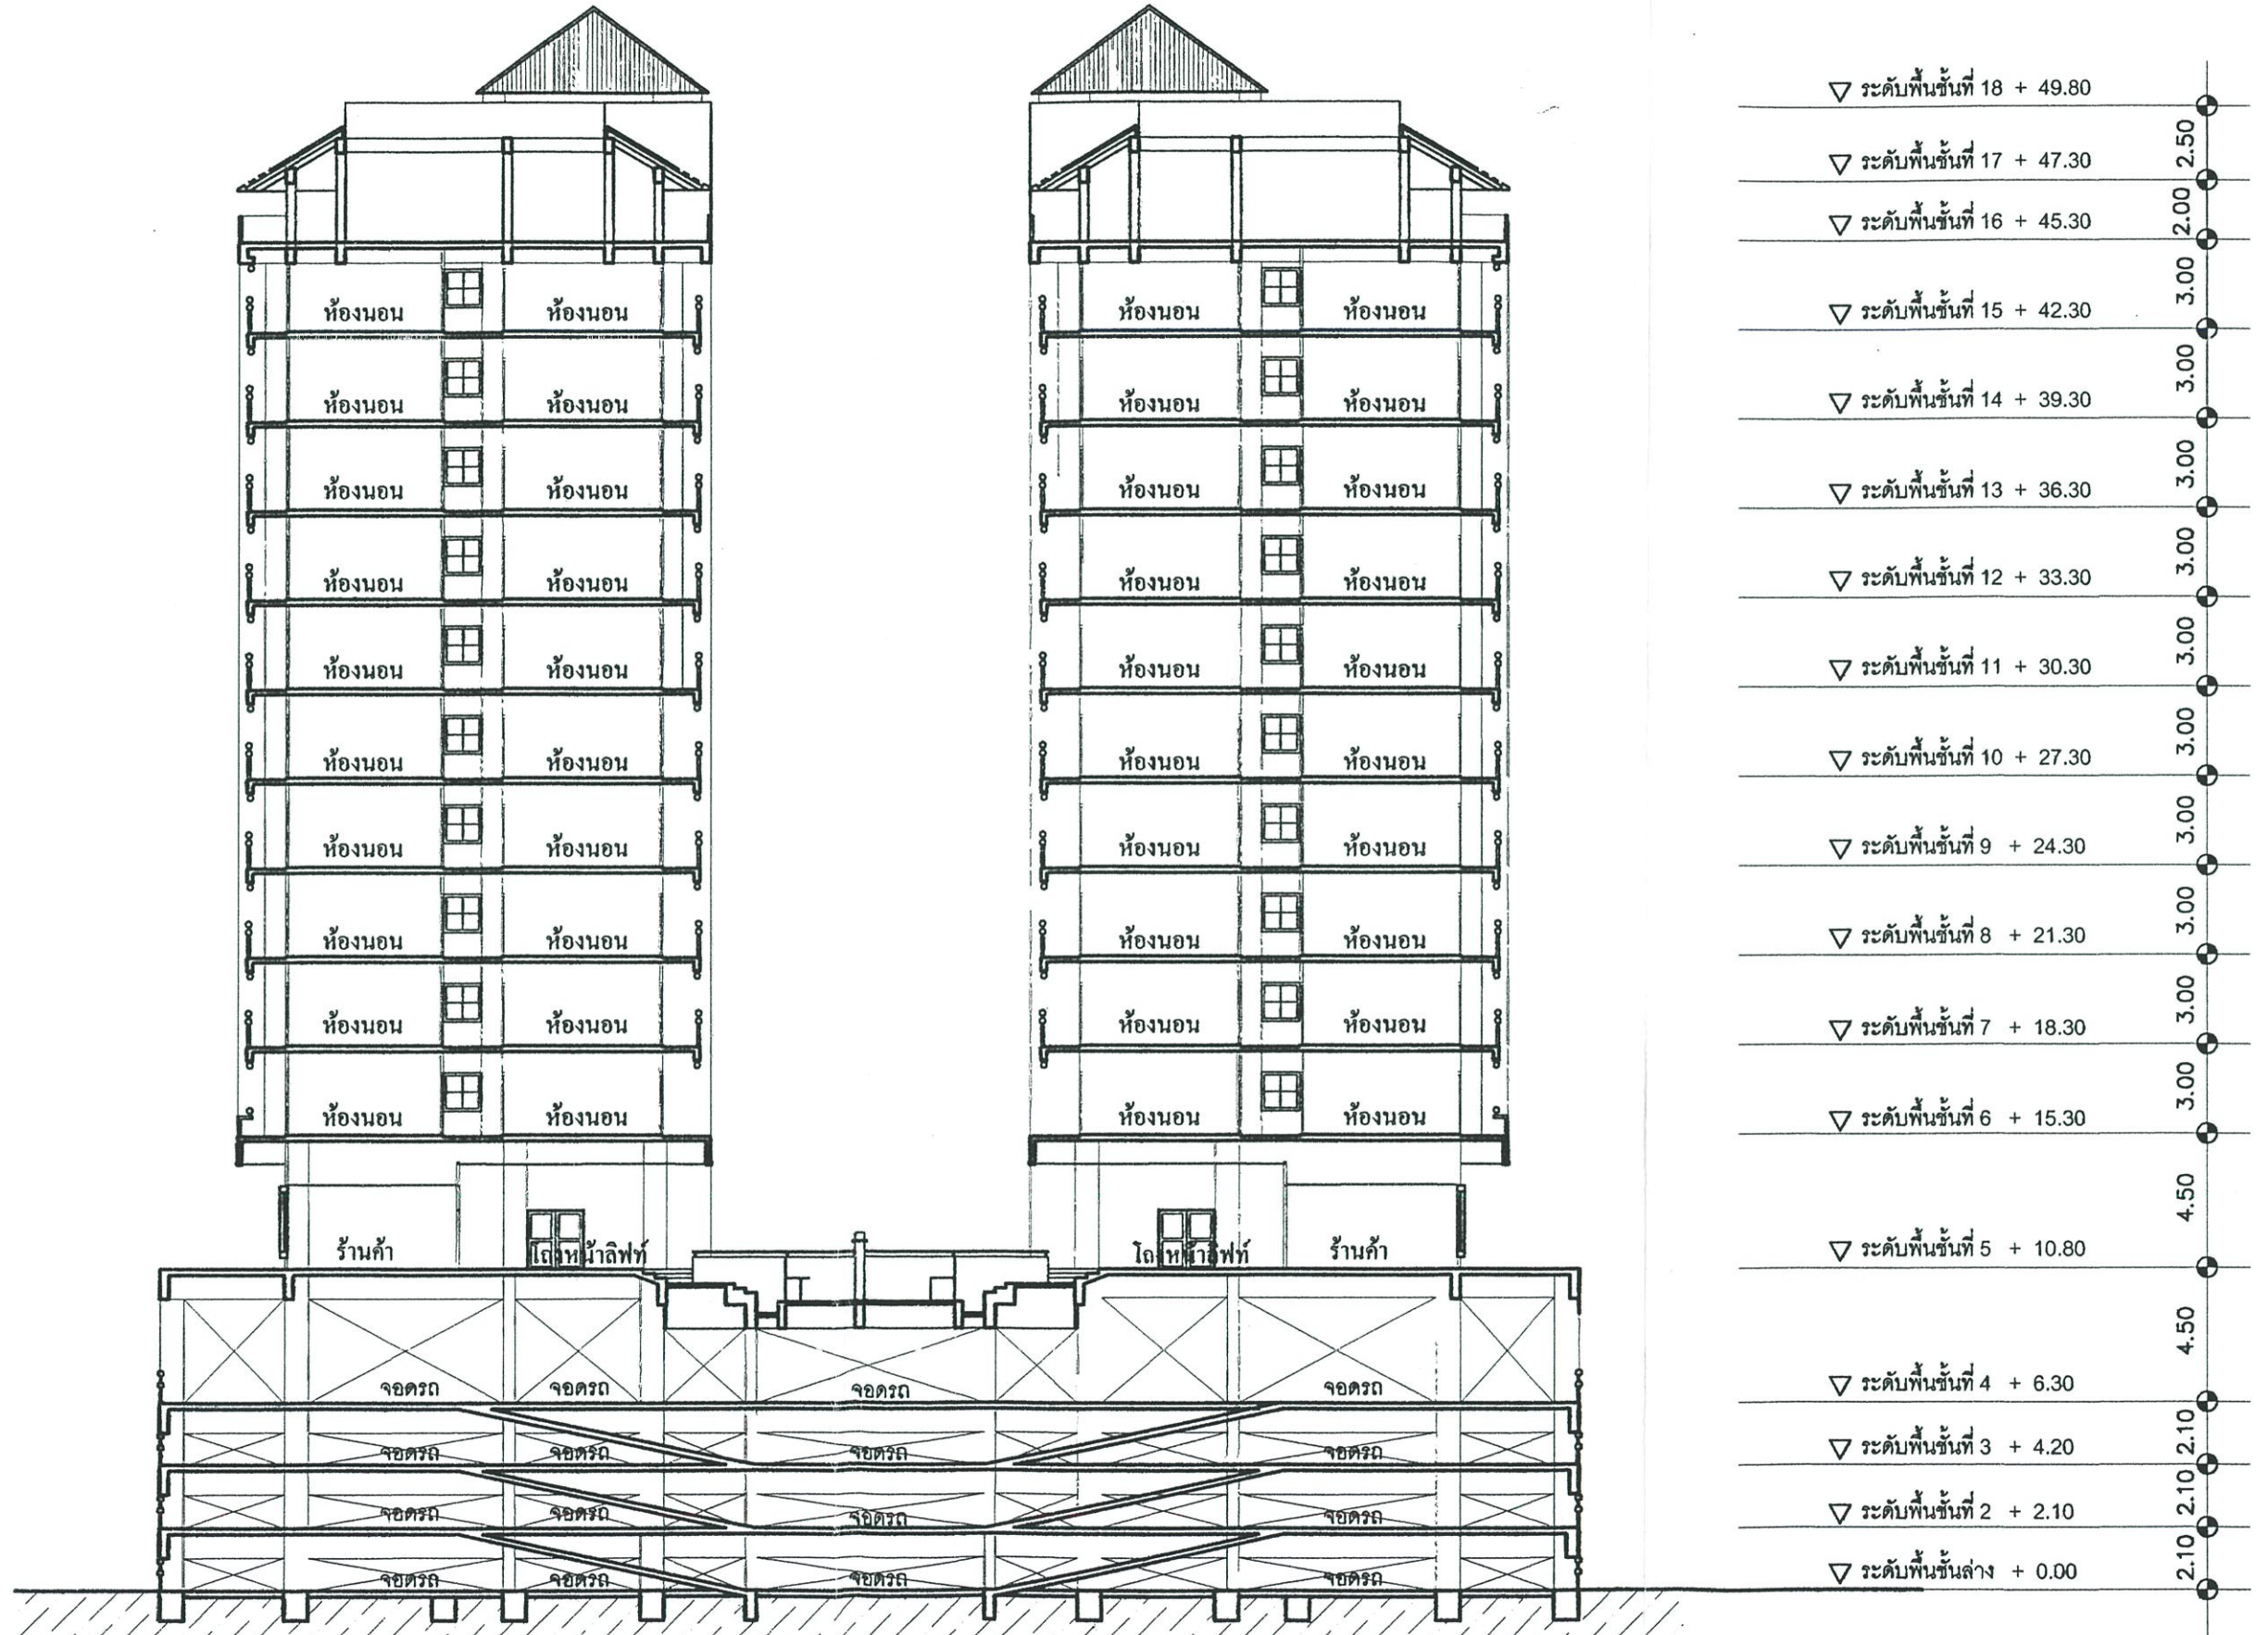 ระดับพื้นชั้นที่ 18 + 49.80
2.50
ระดับพื้นชั้นที่ 17 + 47.30
2.00
ระดับพื้นชั้นที่ 16 + 45.30
3.00
ห้องนอน ห้องนอน ห้องนอน ห้องนอน ระดับพื้นชั้นที่ 15 + 42.30
3.00
ห้องนอน ห้องนอน ห้องนอน ห้องนอน ระดับพื้นชั้นที่ 14 + 39.30
3.00
ห้องนอน ห้องนอน ห้องนอน ห้องนอน ระดับพื้นชั้นที่ 13 + 36.30
3.00
ห้องนอน ห้องนอน ห้องนอน ห้องนอน ระดับพื้นชั้นที่ 12 + 33.30
3.00
ห้องนอน ห้องนอน ห้องนอน ห้องนอน ระดับพื้นชั้นที่ 11 + 30.30
3.00
ห้องนอน ห้องนอน ห้องนอน ห้องนอน ระดับพื้นชั้นที่ 10 + 27.30
3.00
ห้องนอน ห้องนอน ห้องนอน ห้องนอน ระดับพื้นชั้นที่ 9 + 24.30
3.00
ห้องนอน ห้องนอน ห้องนอน ห้องนอน ระดับพื้นชั้นที่ 8 + 21.30
3.00
ห้องนอน ห้องนอน ห้องนอน ห้องนอน ระดับพื้นชั้นที่ 7 + 18.30
3.00
ห้องนอน ห้องนอน ห้องนอน ห้องนอน ระดับพื้นชั้นที่ 6 + 15.30
4.50
ร้านค้า โถงหน้าลิฟท์ โถงหน้าลิฟท์ ร้านค้า ระดับพื้นชั้นที่ 5 + 10.80
4.50
จอดรถ จอดรถ จอดรถ จอดรถ ระดับพื้นชั้นที่ 4 + 6.30
2.10
จอดรถ จอดรถ จอดรถ จอดรถ ระดับพื้นชั้นที่ 3 + 4.20
2.10
จอดรถ จอดรถ จอดรถ จอดรถ ระดับพื้นชั้นที่ 2 + 2.10
2.10
จอดรถ จอดรถ จอดรถ จอดรถ ระดับพื้นชั้นล่าง + 0.00